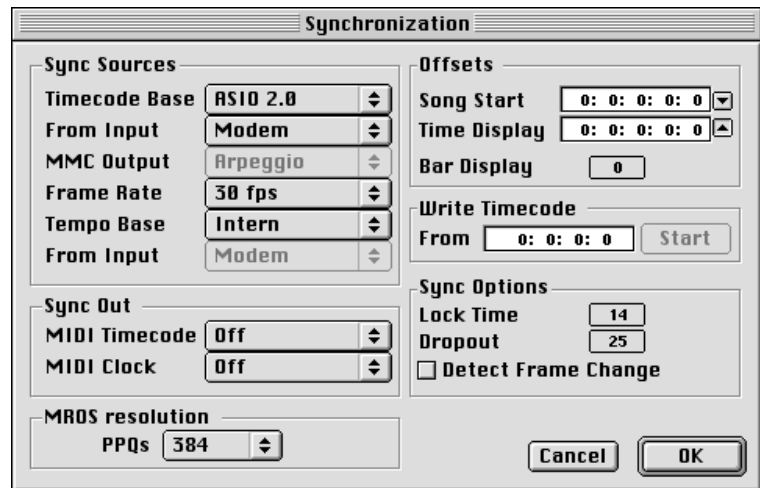 Synchronization
Sync Sources
Timecode Base ASIO 2.0
From Input Modem
MMC Output Arpeggio
Frame Rate 30 fps
Tempo Base Intern
From Input Modem
Sync Out
MIDI Timecode Off
MIDI Clock Off
MROS resolution
PPQs 384
Offsets
Song Start 0: 0: 0: 0: 0
Time Display 0: 0: 0: 0: 0
Bar Display 0
Write Timecode
From 0: 0: 0: 0 Start
Sync Options
Lock Time 14
Dropout 25
Detect Frame Change
Cancel OK